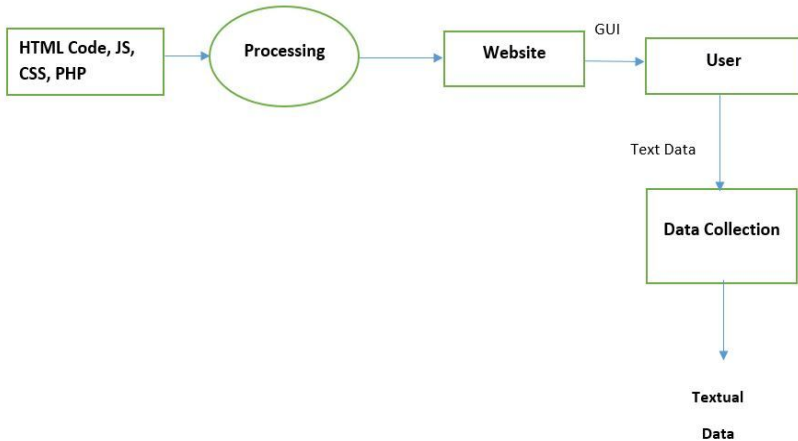 HTML Code, JS,
CSS, PHP
Processing
Website
GUI
User
Text Data
Data Collection
Textual
Data